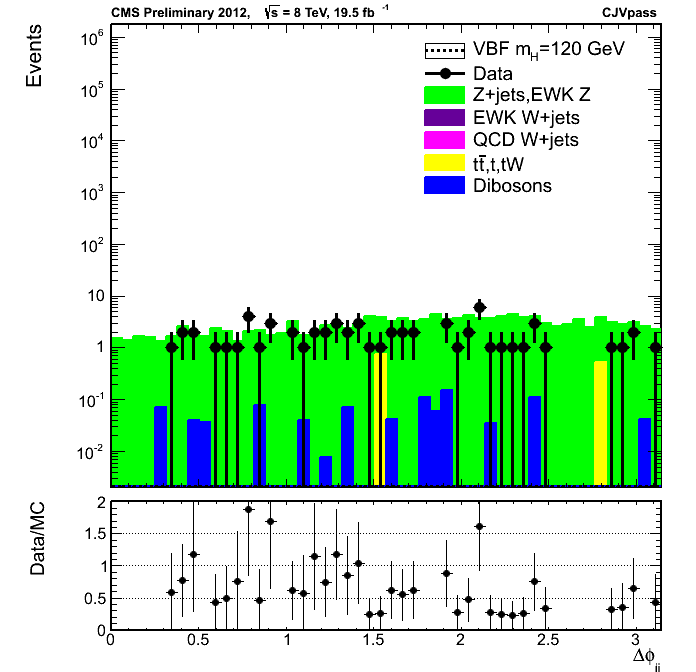 CMS Preliminary 2012, √s = 8 TeV, 19.5 fb⁻¹ CJVpass
Events
10⁶
10⁵
10⁴
10³
10²
10
1
10⁻¹
10⁻²
VBF m_H=120 GeV
Data
Z+jets,EWK Z
EWK W+jets
QCD W+jets
tt̄,t,tW
Dibosons
Data/MC
2
1.5
1
0.5
0
0 0.5 1 1.5 2 2.5 3
Δϕ_jj